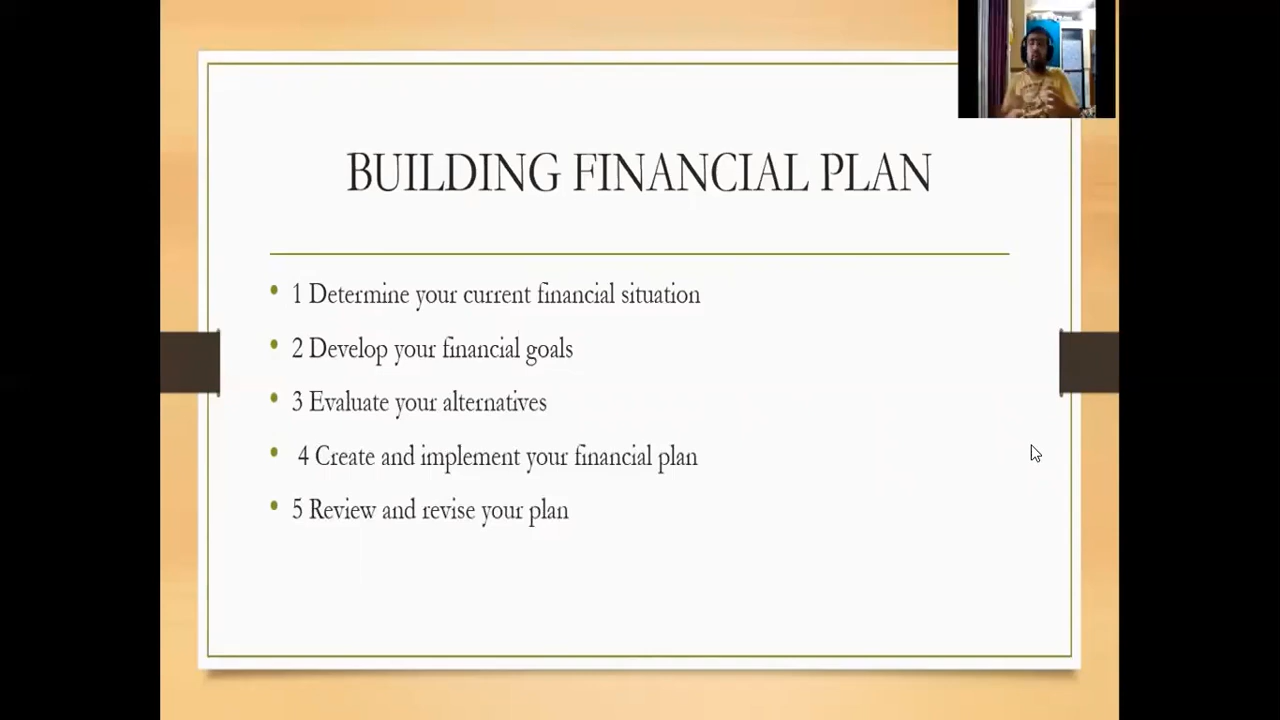 BUILDING FINANCIAL PLAN
• 1 Determine your current financial situation
• 2 Develop your financial goals
• 3 Evaluate your alternatives
• 4 Create and implement your financial plan
• 5 Review and revise your plan